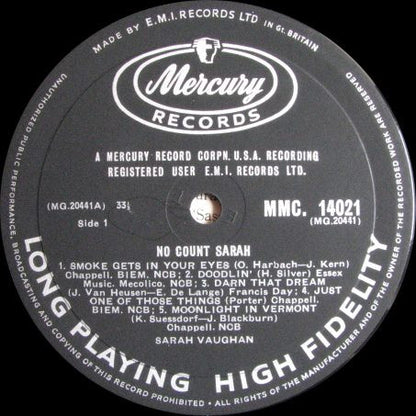 MADE BY E.M.I. RECORDS LTD IN Gt. BRITAIN
Mercury
RECORDS
A MERCURY RECORD CORPN. U.S.A. RECORDING
REGISTERED USER E.M.I. RECORDS LTD.
(MG.20441A) 33⅓
Side 1
MMC. 14021
(MG.20441)
NO COUNT SARAH
1. SMOKE GETS IN YOUR EYES (O. Harbach-J. Kern)
Chappell. BIEM. NCB; 2. DOODLIN' (H. Silver) Essex
Music. Mecolico. NCB; 3. DARN THAT DREAM
(J. Van Heusen-E. De Lange) Francis Day; 4. JUST
ONE OF THOSE THINGS (Porter) Chappell.
BIEM. NCB; 5. MOONLIGHT IN VERMONT
(K. Suessdorf-J. Blackburn)
Chappell. NCB
SARAH VAUGHAN
LONG PLAYING HIGH FIDELITY
UNAUTHORIZED PUBLIC PERFORMANCE, BROADCASTING AND COPYING OF THIS RECORD PROHIBITED • ALL RIGHTS OF THE MANUFACTURER AND OF THE OWNER OF THE RECORDED WORK ARE RESERVED